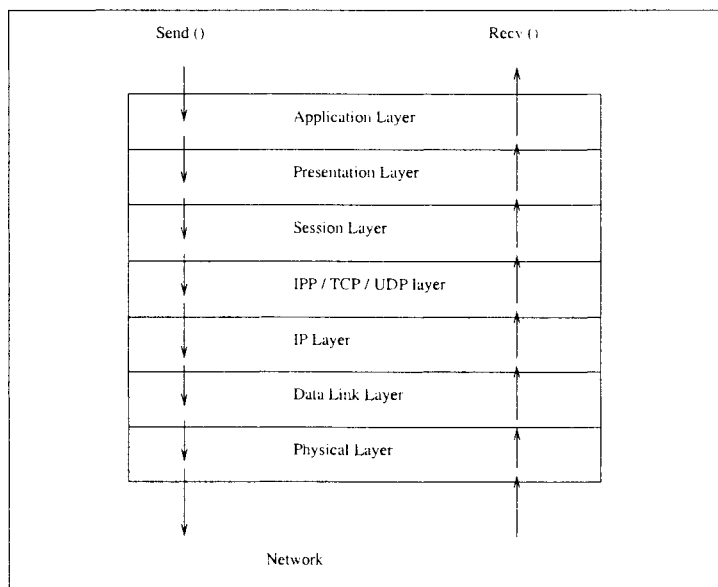 Send () Recv ()
Application Layer
Presentation Layer
Session Layer
IPP / TCP / UDP layer
IP Layer
Data Link Layer
Physical Layer
Network